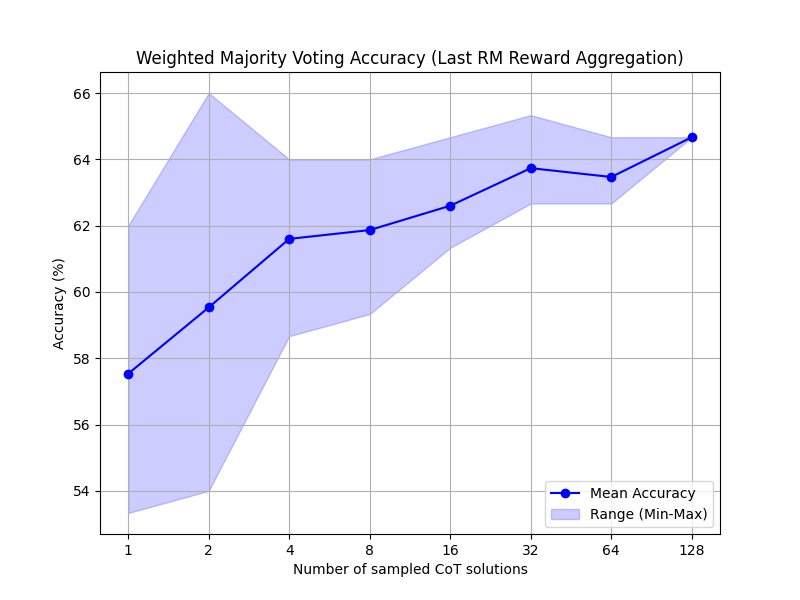 Weighted Majority Voting Accuracy (Last RM Reward Aggregation)
66
64
62
60
58
56
54
Accuracy (%)
1 2 4 8 16 32 64 128
Number of sampled CoT solutions
Mean Accuracy
Range (Min-Max)